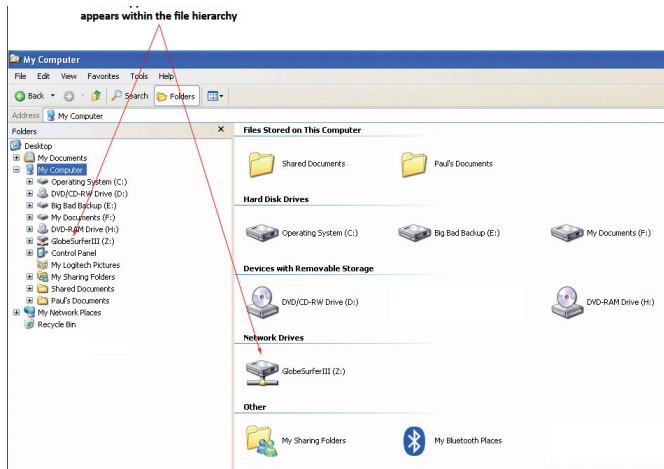 appears within the file hierarchy
My Computer
File Edit View Favorites Tools Help
Back Search Folders
Address My Computer
Folders X
Desktop
My Documents
My Computer
Operating System (C:)
DVD/CD-RW Drive (D:)
Big Bad Backup (E:)
My Documents (F:)
DVD-RAM Drive (H:)
GlobeSurferIII (Z:)
Control Panel
My Logitech Pictures
My Sharing Folders
Shared Documents
Paul's Documents
My Network Places
Recycle Bin
Files Stored on This Computer
Shared Documents Paul's Documents
Hard Disk Drives
Operating System (C:) Big Bad Backup (E:) My Documents (F:)
Devices with Removable Storage
DVD/CD-RW Drive (D:) DVD-RAM Drive (H:)
Network Drives
GlobeSurferIII (Z:)
Other
My Sharing Folders My Bluetooth Places